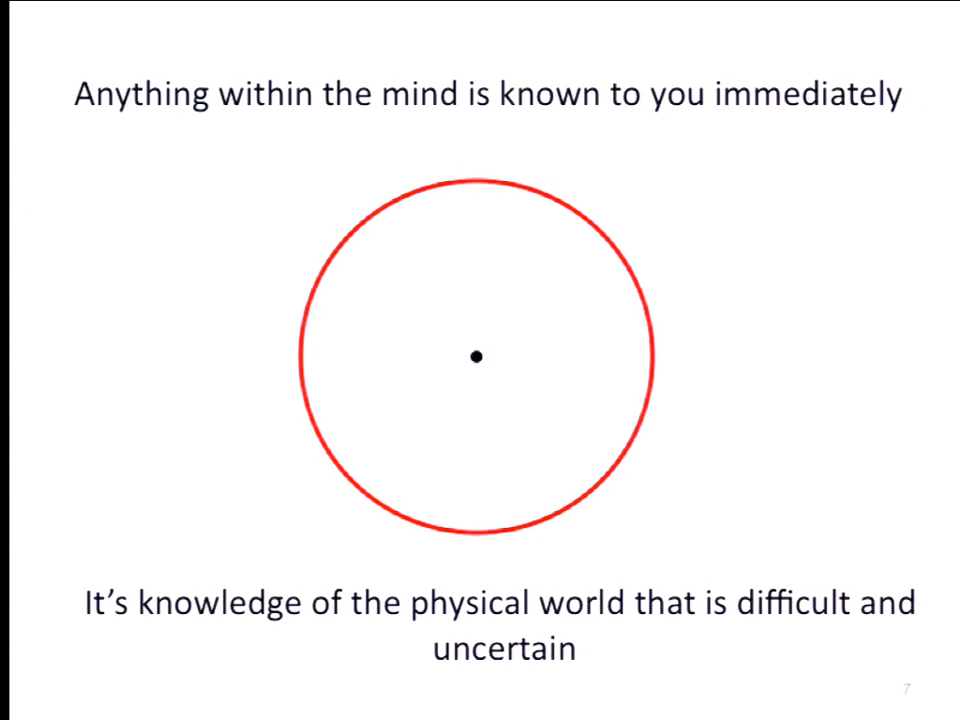 Anything within the mind is known to you immediately
It’s knowledge of the physical world that is difficult and
uncertain
7